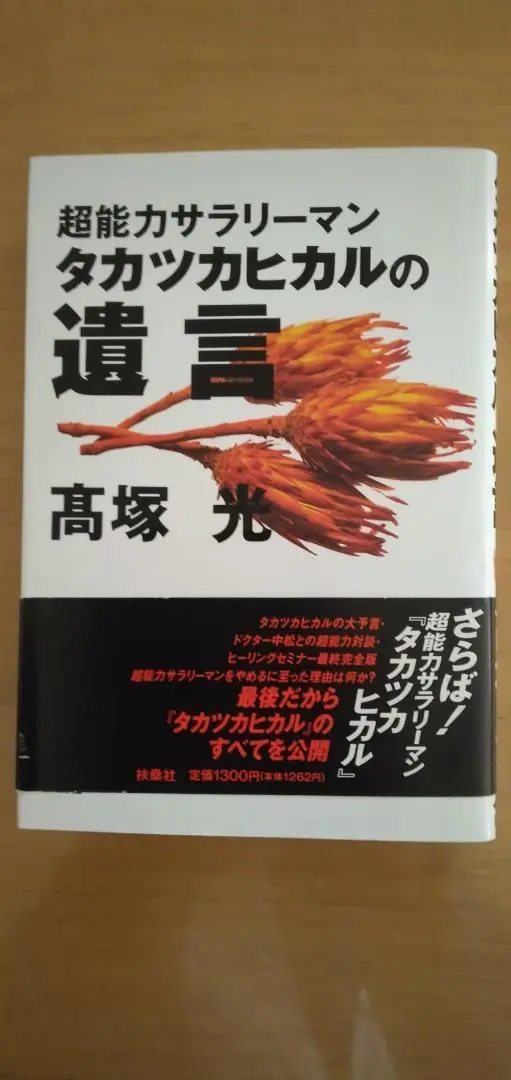 超能力サラリーマン
タカツカヒカルの
遺言
髙塚 光
さらば！
超能力サラリーマン
『タカツカ
ヒカル』
タカツカヒカルの大予言・
ドクター中松との超能力対談・
ヒーリングセミナー最終完全版
超能力サラリーマンをやめるに至った理由は何か？
最後だから
『タカツカヒカル』の
すべてを公開
扶桑社 定価1300円(本体1262円)